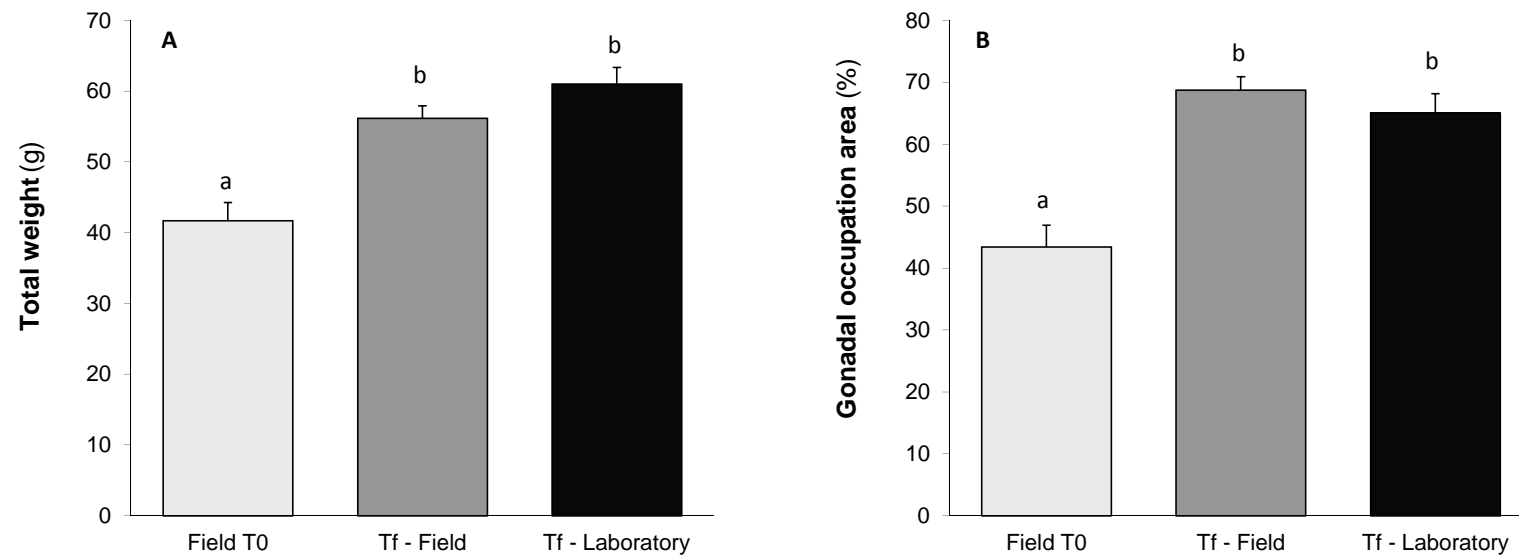 A
Total weight (g)
70
60
50
40
30
20
10
0
a
b
b
Field T0
Tf - Field
Tf - Laboratory
B
Gonadal occupation area (%)
80
70
60
50
40
30
20
10
0
a
b
b
Field T0
Tf - Field
Tf - Laboratory